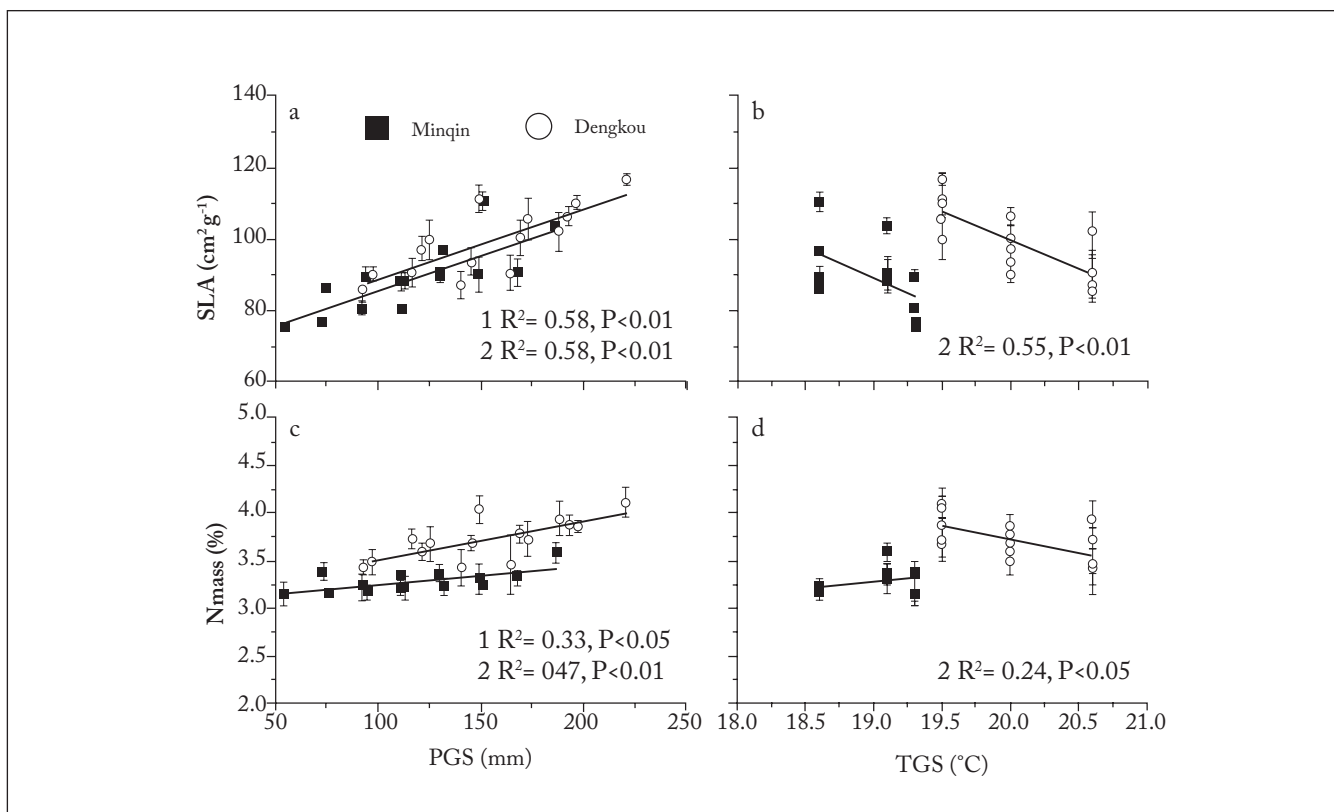 140
120
100
80
60
SLA (cm² g⁻¹)
a
Minqin
Dengkou
1 R²= 0.58, P<0.01
2 R²= 0.58, P<0.01
b
2 R²= 0.55, P<0.01
5.0
4.5
4.0
3.5
3.0
2.5
2.0
Nmass (%)
c
1 R²= 0.33, P<0.05
2 R²= 047, P<0.01
d
2 R²= 0.24, P<0.05
50 100 150 200 250
PGS (mm)
18.0 18.5 19.0 19.5 20.0 20.5 21.0
TGS (°C)